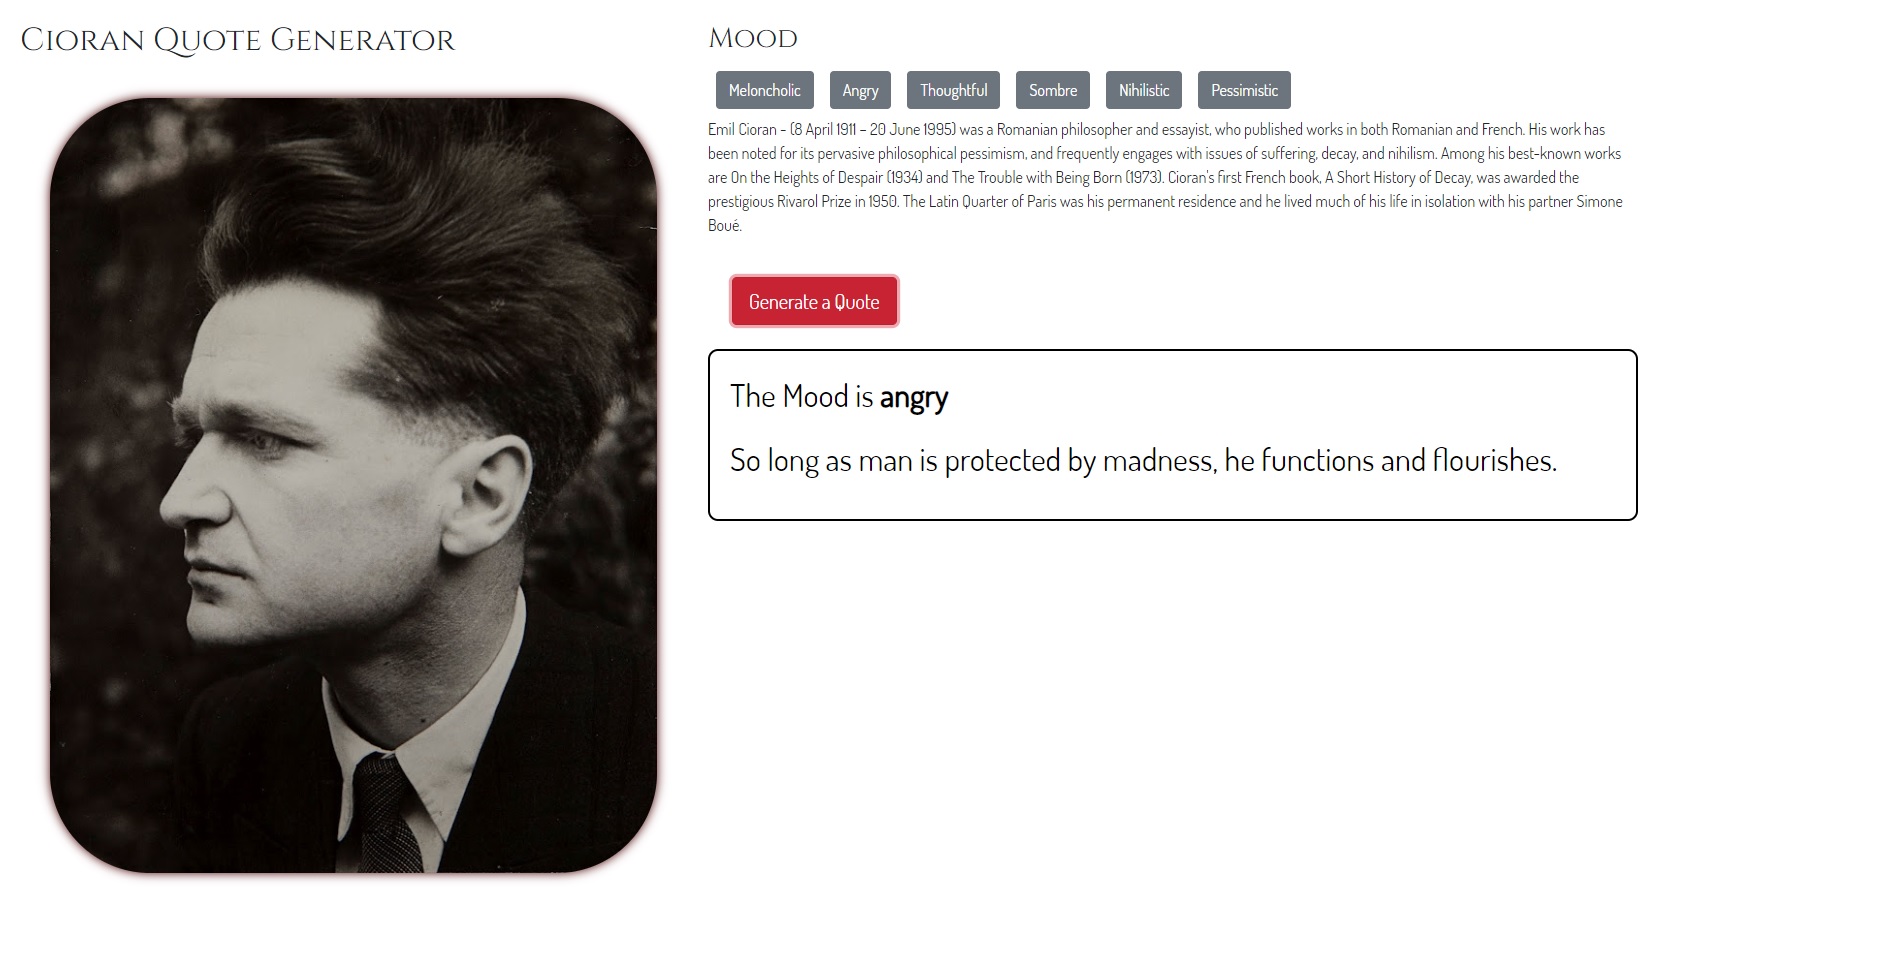 Cioran Quote Generator
Mood
Meloncholic Angry Thoughtful Sombre Nihilistic Pessimistic
Emil Cioran - (8 April 1911 – 20 June 1995) was a Romanian philosopher and essayist, who published works in both Romanian and French. His work has
been noted for its pervasive philosophical pessimism, and frequently engages with issues of suffering, decay, and nihilism. Among his best-known works
are On the Heights of Despair (1934) and The Trouble with Being Born (1973). Cioran's first French book, A Short History of Decay, was awarded the
prestigious Rivarol Prize in 1950. The Latin Quarter of Paris was his permanent residence and he lived much of his life in isolation with his partner Simone
Boué.
Generate a Quote
The Mood is angry
So long as man is protected by madness, he functions and flourishes.